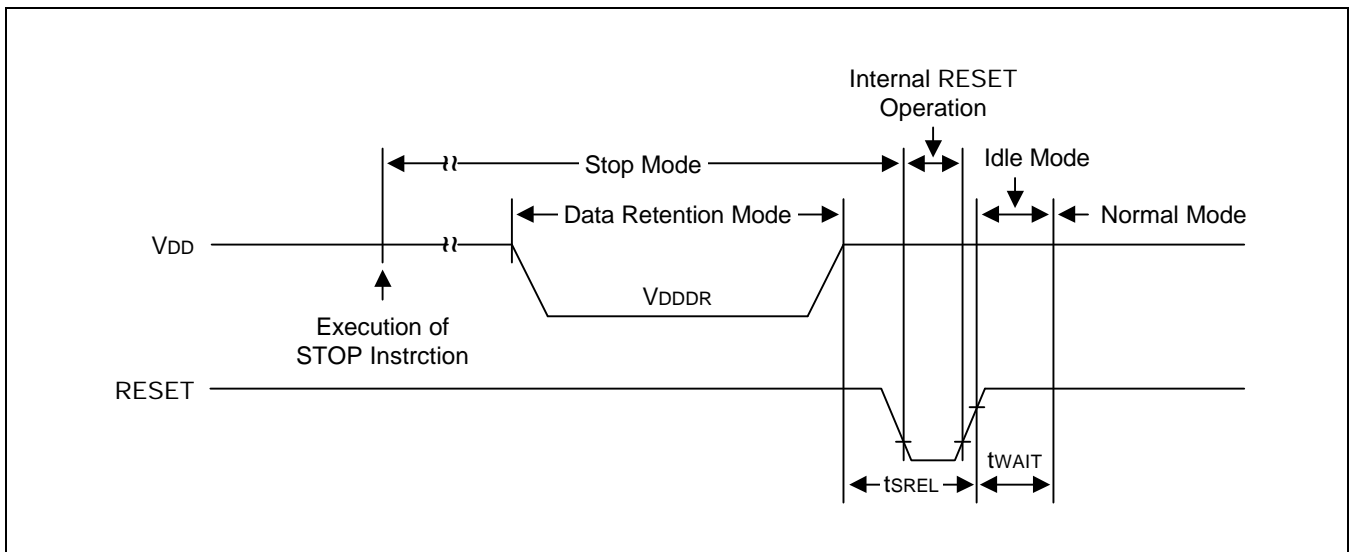 Internal RESET
Operation
Idle Mode
Stop Mode
Data Retention Mode
Normal Mode
VDD
VDDDR
Execution of
STOP Instrction
RESET
tWAIT
tSREL